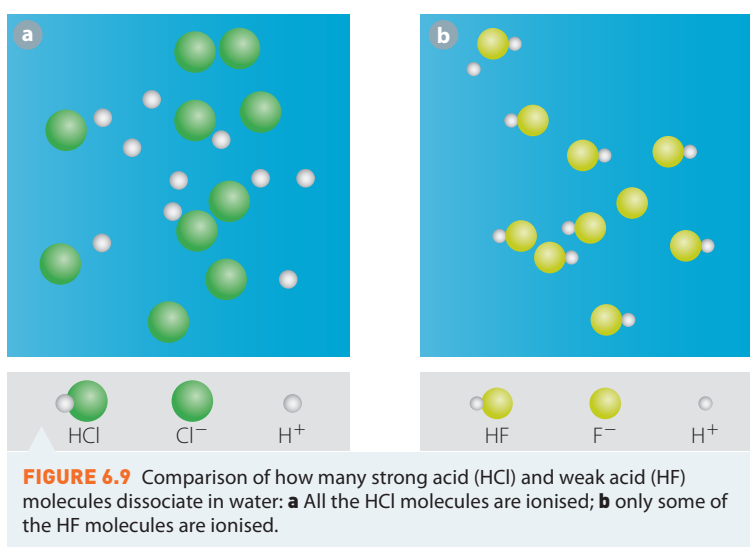 a
b
HCl
Cl−
H+
HF
F−
H+
FIGURE 6.9 Comparison of how many strong acid (HCl) and weak acid (HF)
molecules dissociate in water: a All the HCl molecules are ionised; b only some of
the HF molecules are ionised.